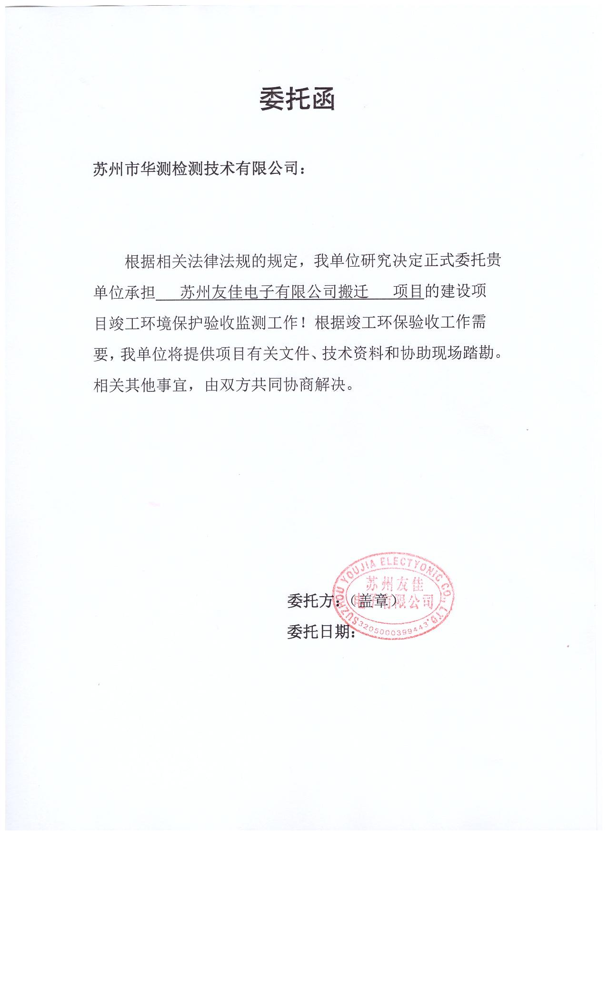 委托函
苏州市华测检测技术有限公司：
根据相关法律法规的规定，我单位研究决定正式委托贵
单位承担 苏州友佳电子有限公司搬迁 项目的建设项
目竣工环境保护验收监测工作！根据竣工环保验收工作需
要，我单位将提供项目有关文件、技术资料和协助现场踏勘。
相关其他事宜，由双方共同协商解决。
委托方：（盖章）
委托日期：
SUZHOU YOUJIA ELECTYONIC CO., LTD.
苏州友佳
电子有限公司
3205000399443